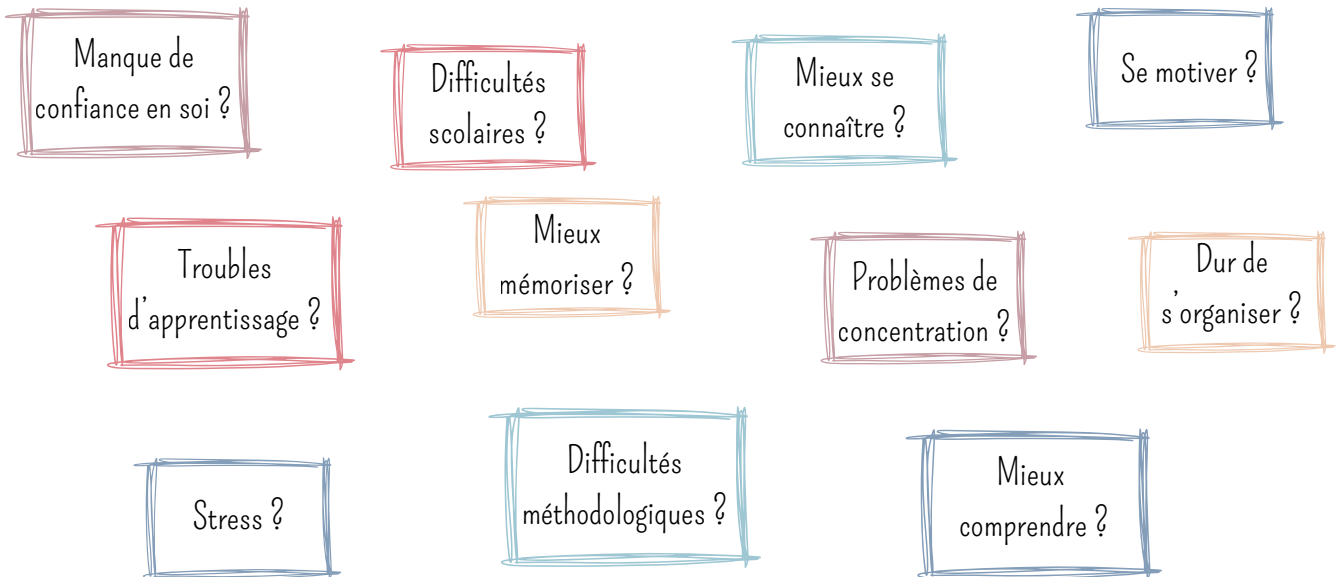 Manque de
confiance en soi ?
Difficultés
scolaires ?
Mieux se
connaître ?
Se motiver ?
Troubles
d'apprentissage ?
Mieux
mémoriser ?
Problèmes de
concentration ?
Dur de
s'organiser ?
Stress ?
Difficultés
méthodologiques ?
Mieux
comprendre ?